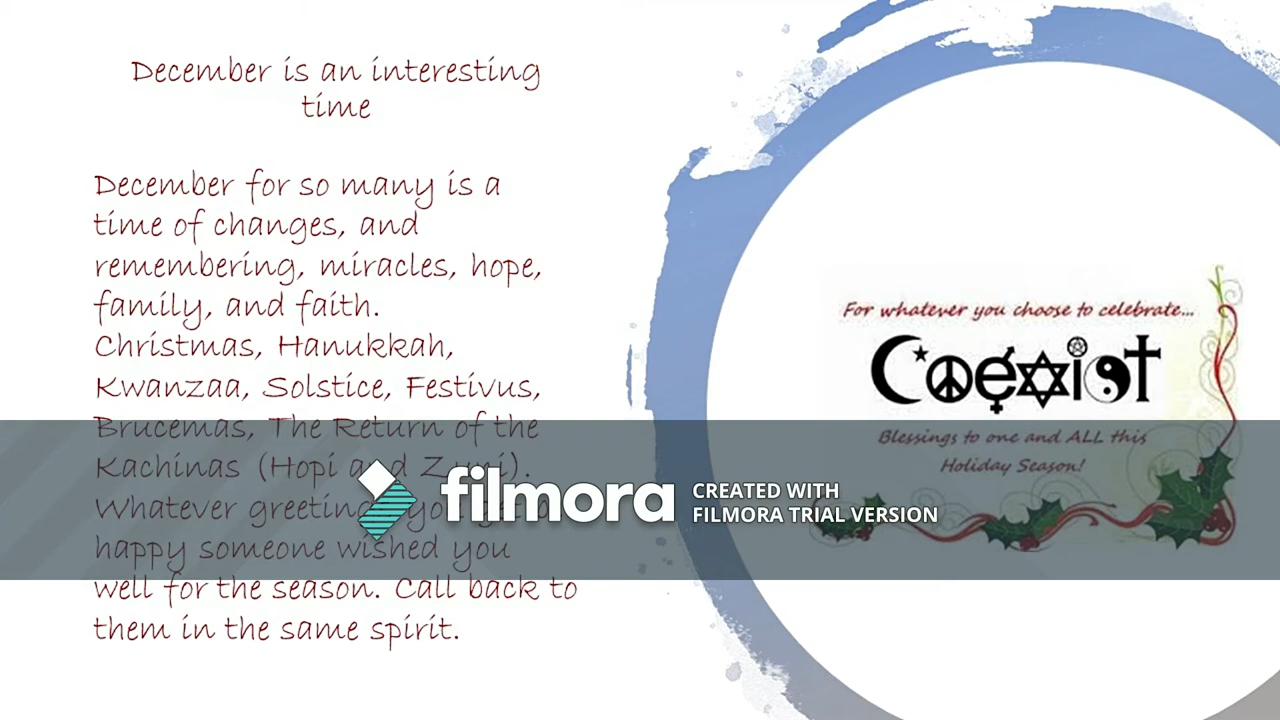 December is an interesting
time
December for so many is a
time of changes, and
remembering, miracles, hope,
family, and faith.
Christmas, Hanukkah,
Kwanzaa, Solstice, Festivus,
Brucemas, The Return of the
Kachinas (Hopi and Zuni).
Whatever greeting
happy someone wished you
well for the season. Call back to
them in the same spirit.
For whatever you choose to celebrate...
Coexist
Blessings to one and ALL this
Holiday Season!
filmora
CREATED WITH
FILMORA TRIAL VERSION